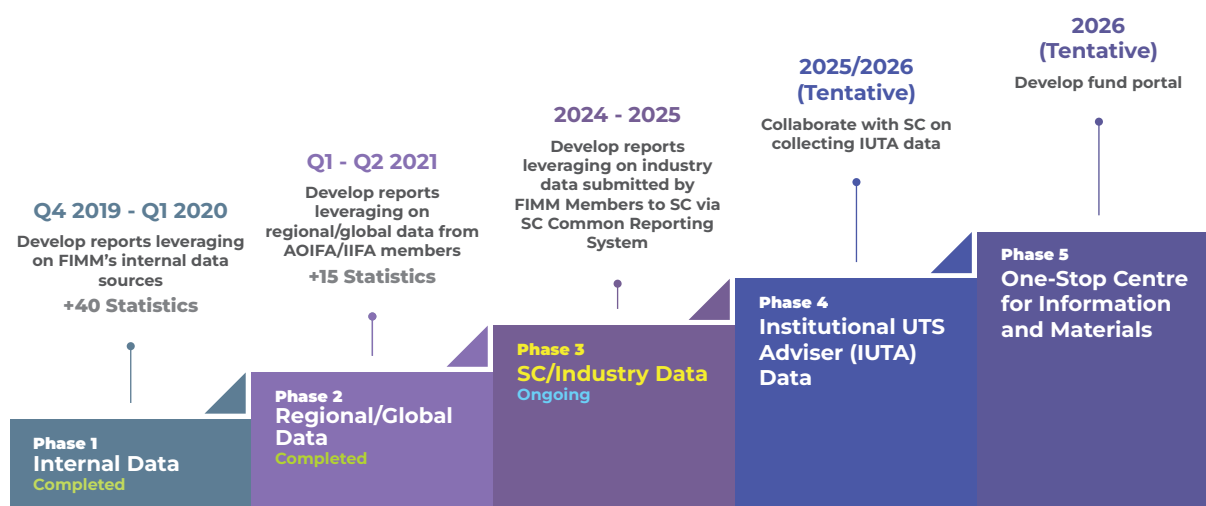 Q4 2019 - Q1 2020
Develop reports leveraging
on FIMM's internal data
sources
+40 Statistics
Phase 1
Internal Data
Completed
Q1 - Q2 2021
Develop reports
leveraging on
regional/global data from
AOIFA/IIFA members
+15 Statistics
Phase 2
Regional/Global
Data
Completed
2024 - 2025
Develop reports
leveraging on industry
data submitted by
FIMM Members to SC via
SC Common Reporting
System
Phase 3
SC/Industry Data
Ongoing
2025/2026
(Tentative)
Collaborate with SC on
collecting IUTA data
Phase 4
Institutional UTS
Adviser (IUTA)
Data
2026
(Tentative)
Develop fund portal
Phase 5
One-Stop Centre
for Information
and Materials